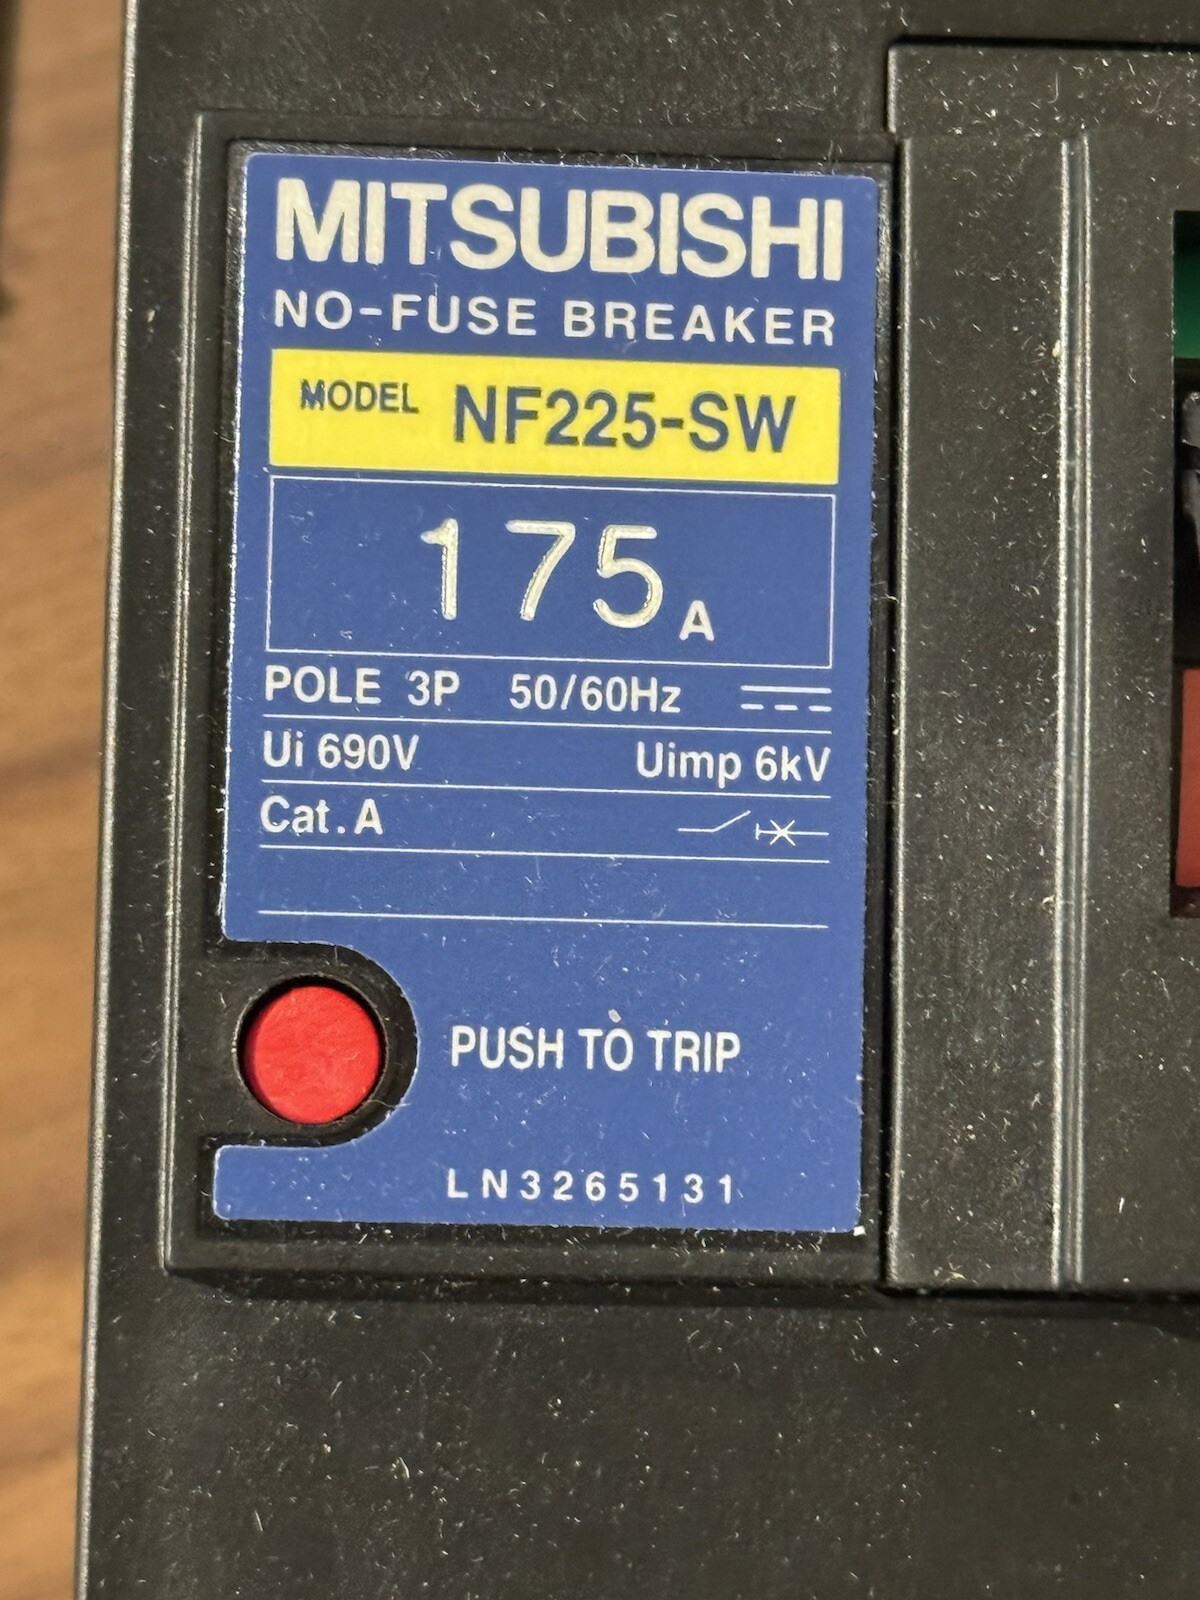 MITSUBISHI
NO-FUSE BREAKER
MODEL NF225-SW
175A
POLE 3P 50/60Hz
Ui 690V Uimp 6kV
Cat.A
PUSH TO TRIP
LN3265131